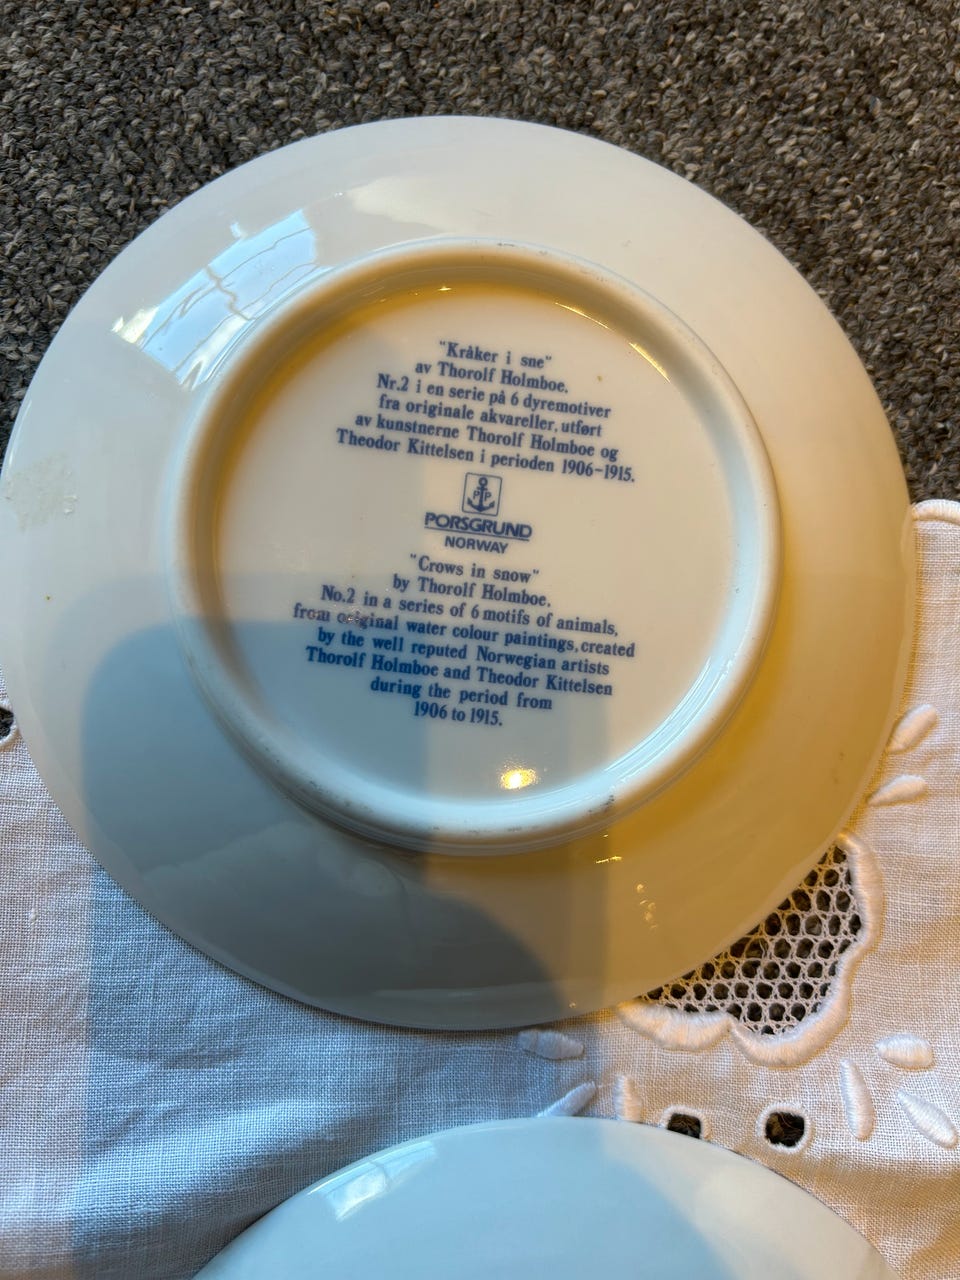 "Kråker i sne"
av Thorolf Holmboe.
Nr.2 i en serie på 6 dyremotiver
fra originale akvareller, utført
av kunstnerne Thorolf Holmboe og
Theodor Kittelsen i perioden 1906-1915.
PP
PORSGRUND
NORWAY
"Crows in snow"
by Thorolf Holmboe,
No.2 in a series of 6 motifs of animals,
from original water colour paintings, created
by the well reputed Norwegian artists
Thorolf Holmboe and Theodor Kittelsen
during the period from
1906 to 1915.